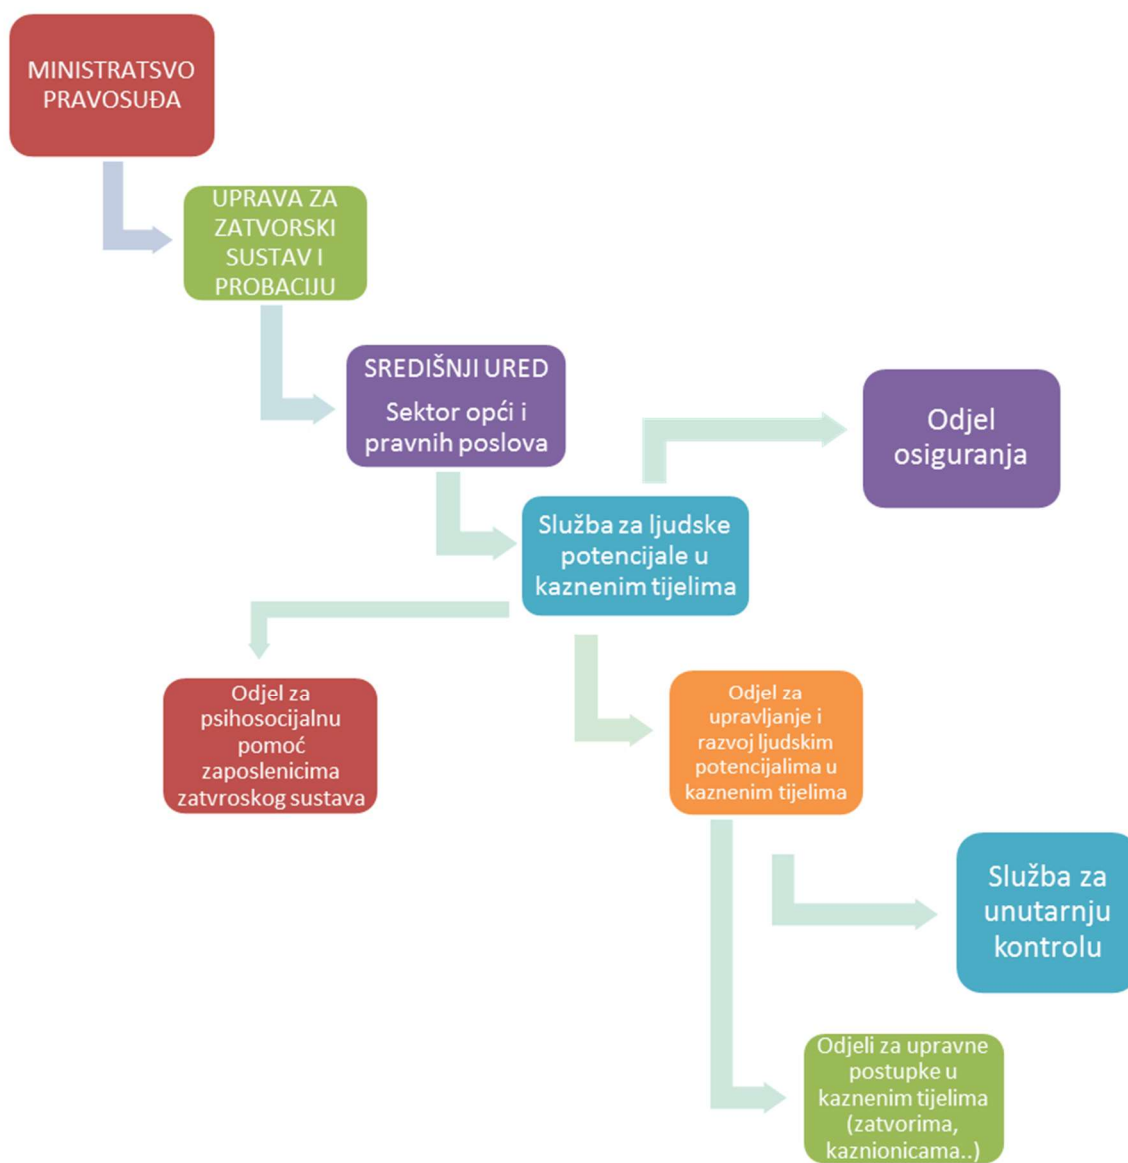 MINISTRATSVO
PRAVOSUĐA
UPRAVA ZA
ZATVORSKI
SUSTAV I
PROBACIJU
SREDIŠNJI URED
Sektor opći i
pravnih poslova
Odjel
osiguranja
Služba za ljudske
potencijale u
kaznenim tijelima
Odjel za
psihosocijalnu
pomoć
zaposlenicima
zatvroskog sustava
Odjel za
upravljanje i
razvoj ljudskim
potencijalima u
kaznenim tijelima
Služba za
unutarnju
kontrolu
Odjeli za upravne
postupke u
kaznenim tijelima
(zatvorima,
kaznionicama..)